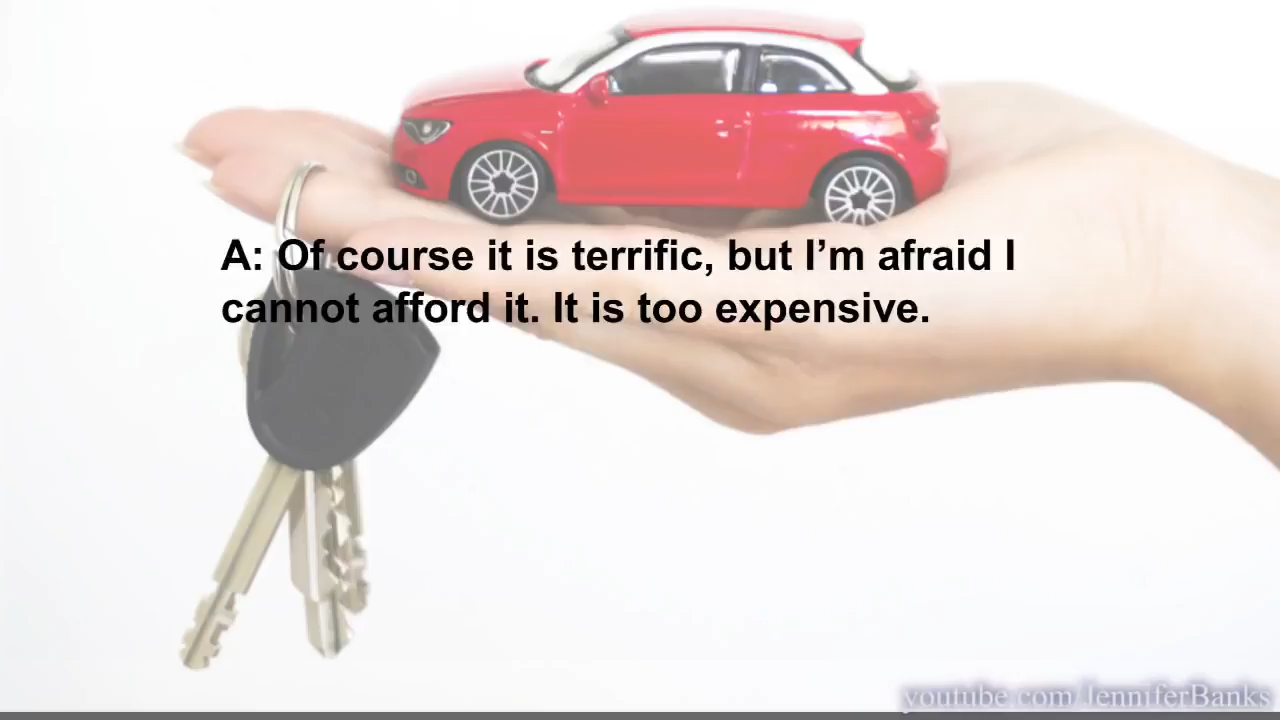 A: Of course it is terrific, but I’m afraid I
cannot afford it. It is too expensive.
youtube.com/JenniferBanks